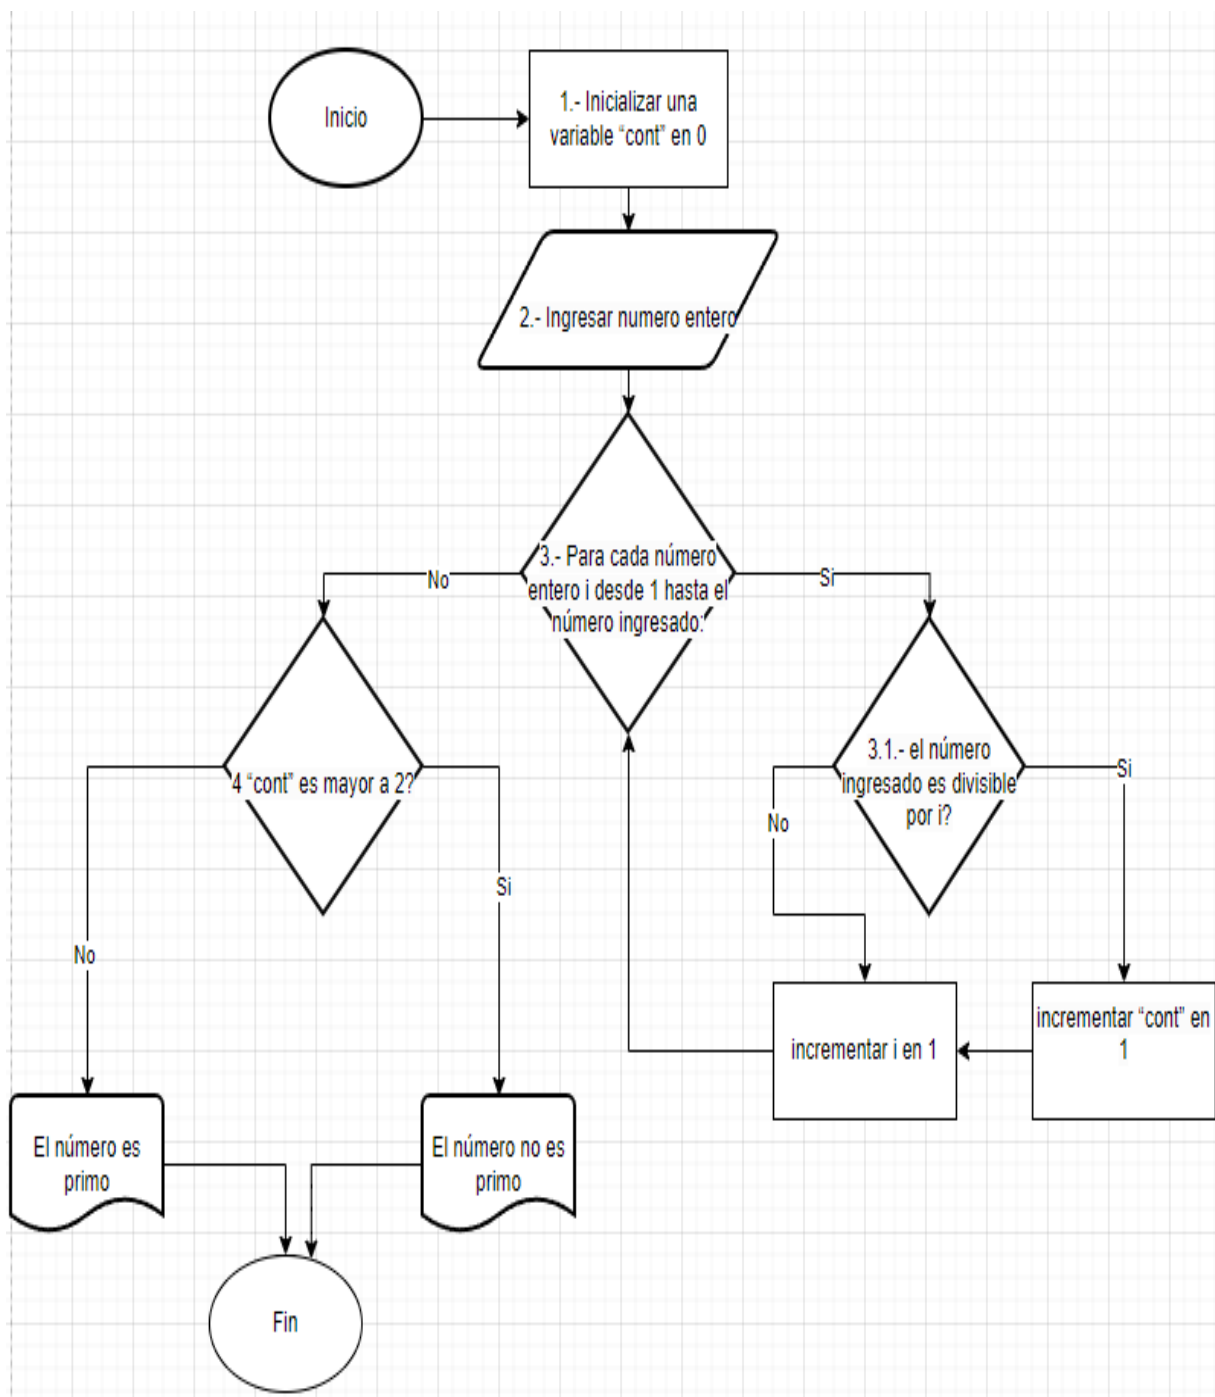 Inicio
1.- Inicializar una
variable “cont” en 0
2.- Ingresar numero entero
3.- Para cada número
entero i desde 1 hasta el
número ingresado:
No
Si
4 “cont” es mayor a 2?
3.1.- el número
ingresado es divisible
por i?
No
Si
No
Si
incrementar i en 1
incrementar “cont” en
1
El número es
primo
El número no es
primo
Fin